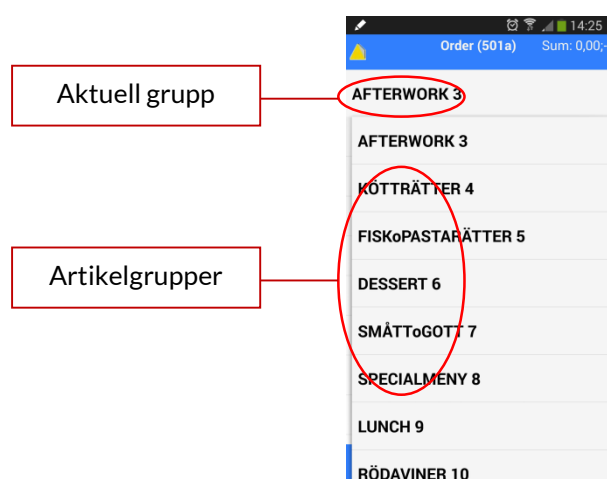 14:25
Order (501a) Sum: 0,00;-
Aktuell grupp
AFTERWORK 3
AFTERWORK 3
KÖTTRÄTTER 4
FISKoPASTARÄTTER 5
Artikelgrupper
DESSERT 6
SMÅTToGOTT 7
SPECIALMENY 8
LUNCH 9
RÖDAVINER 10